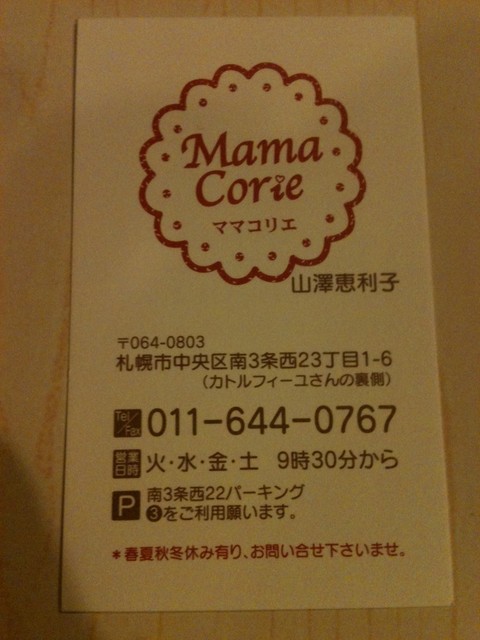 Mama
Corie
ママコリエ
山澤恵利子
〒064-0803
札幌市中央区南3条西23丁目1-6
(カトルフィーユさんの裏側)
Tel/Fax 011-644-0767
営業日時 火・水・金・土 9時30分から
P 南3条西22パーキング
❸をご利用願います。
*春夏秋冬休み有り、お問い合せ下さいませ。